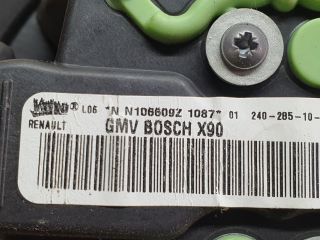 Valeo® L06 *N N106609Z 1087* 01 240-285-10-
RENAULT GMV BOSCH X90